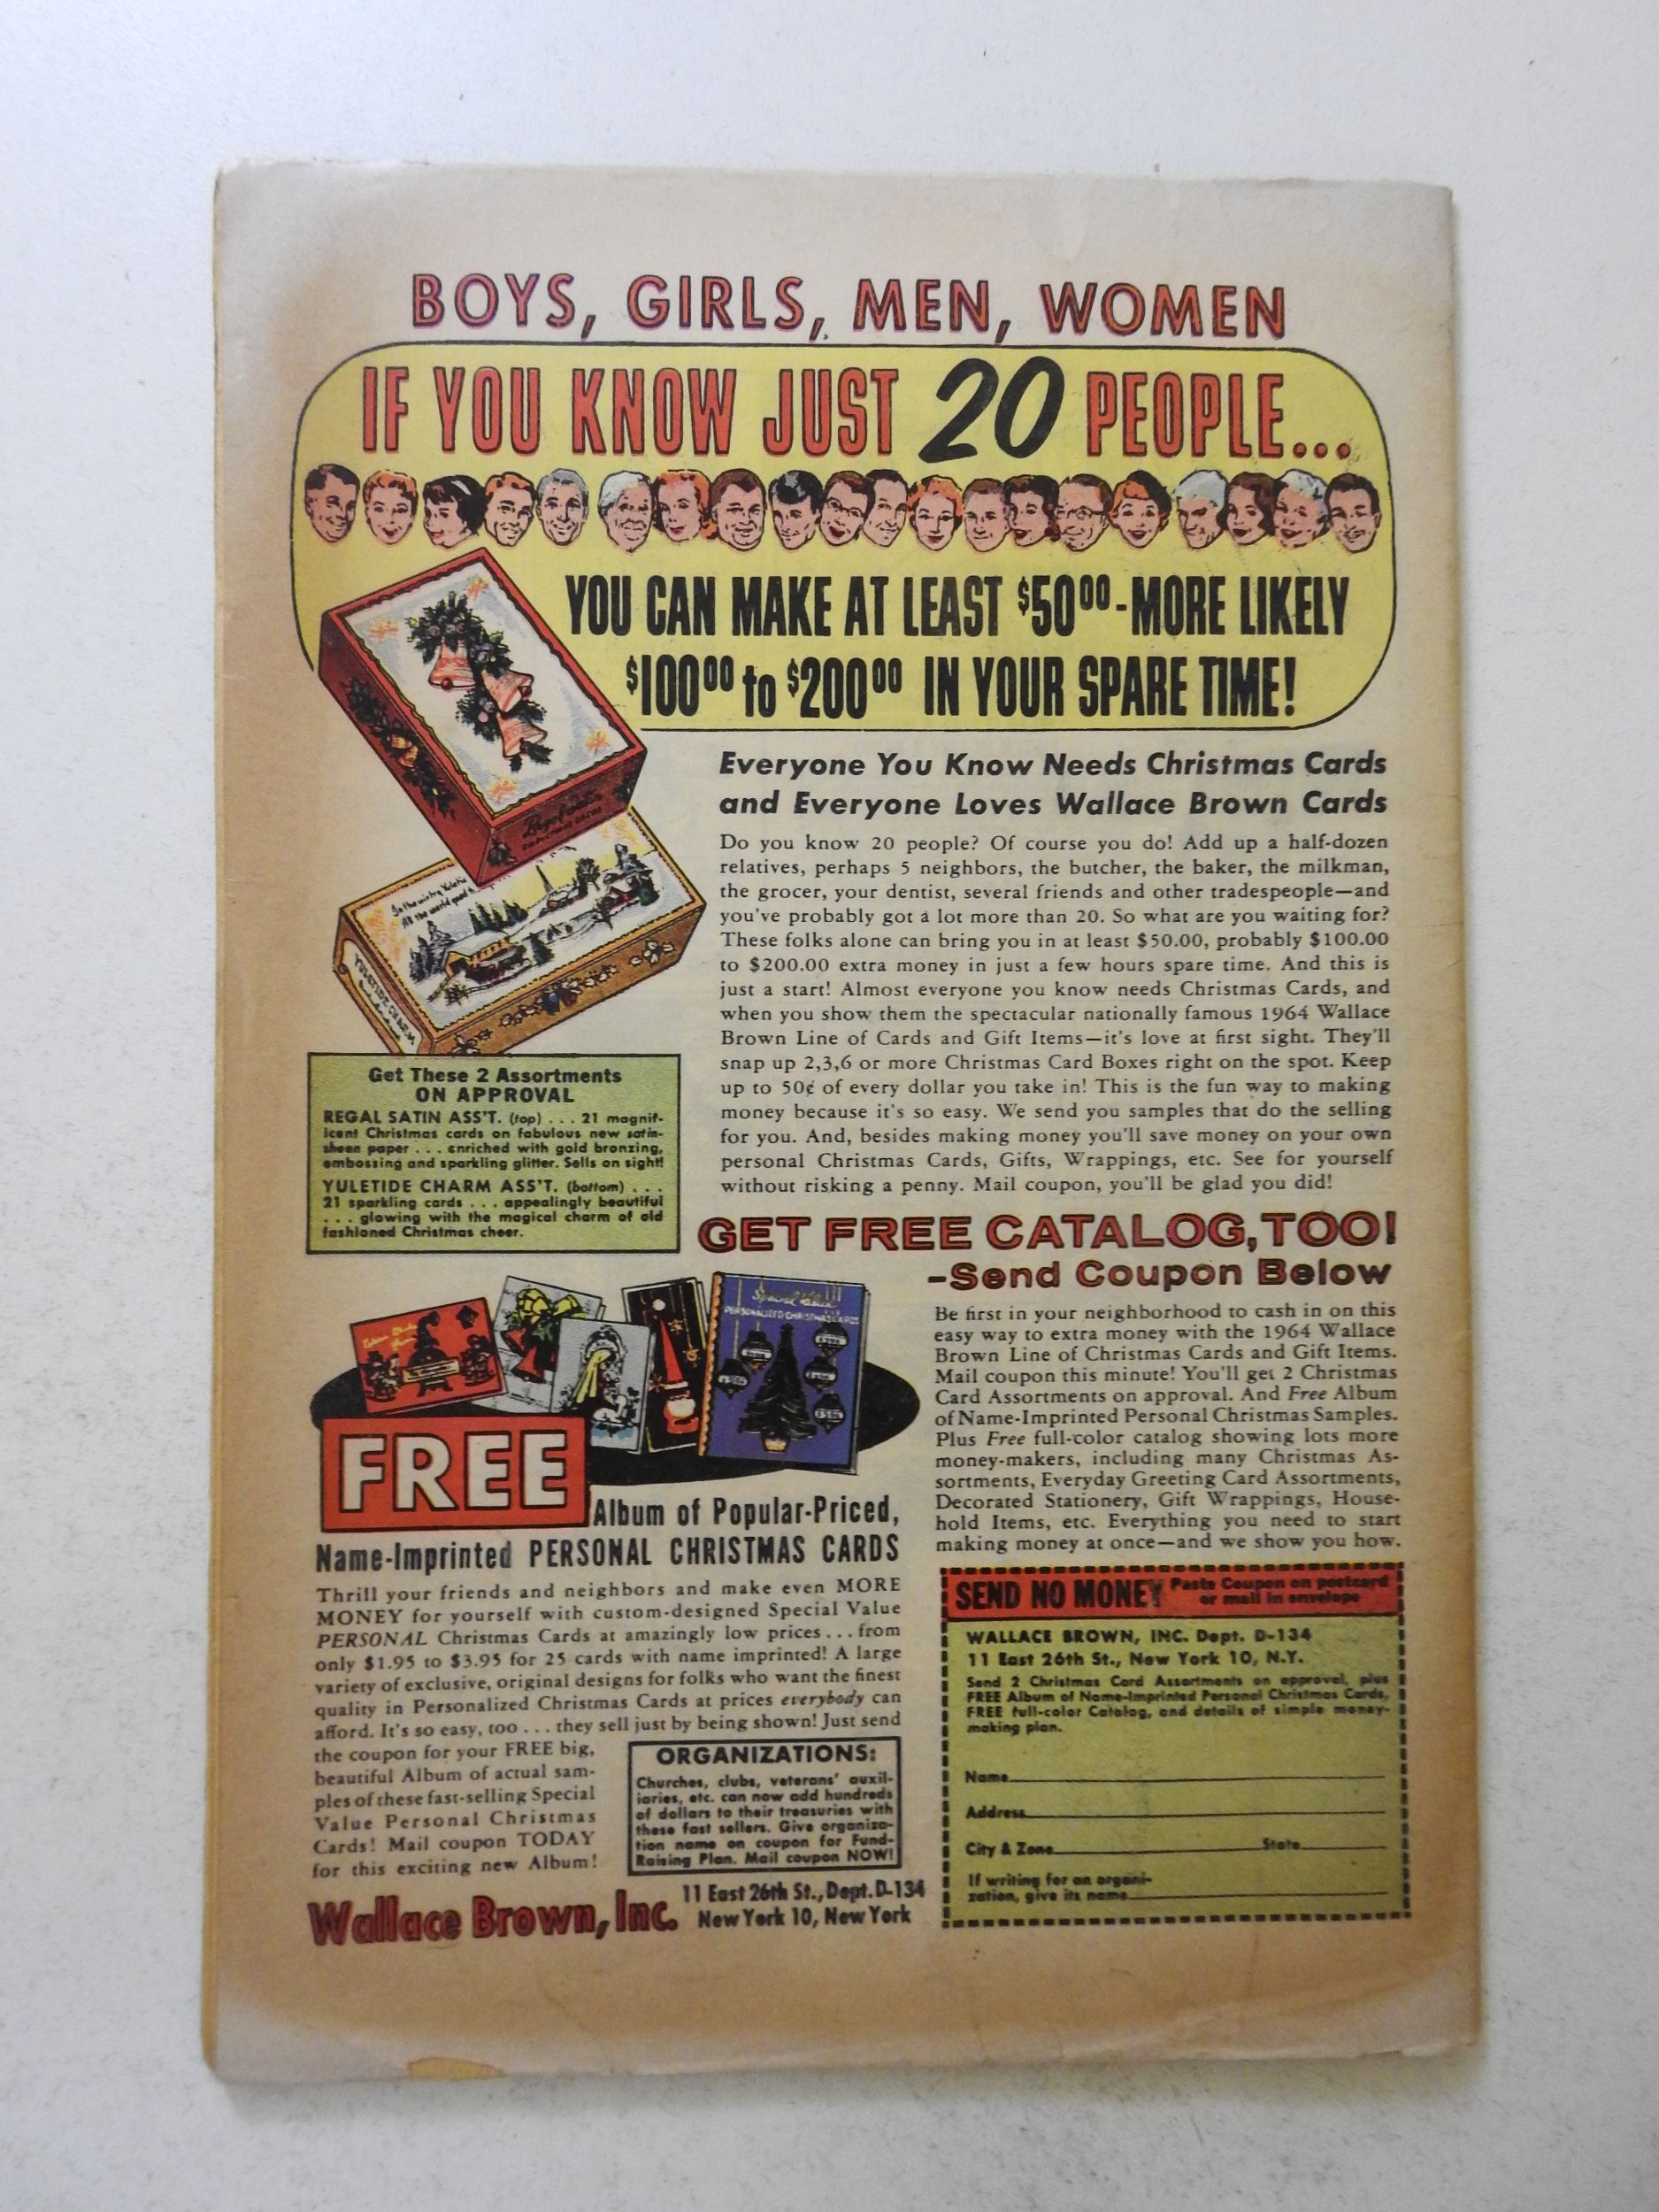 BOYS, GIRLS, MEN, WOMEN
IF YOU KNOW JUST 20 PEOPLE...
YOU CAN MAKE AT LEAST $50⁰⁰-MORE LIKELY
$100⁰⁰ to $200⁰⁰ IN YOUR SPARE TIME!
In the wintry Yuletide
All the world
YULETIDE CHARM
Everyone You Know Needs Christmas Cards
and Everyone Loves Wallace Brown Cards
Do you know 20 people? Of course you do! Add up a half-dozen
relatives, perhaps 5 neighbors, the butcher, the baker, the milkman,
the grocer, your dentist, several friends and other tradespeople—and
you've probably got a lot more than 20. So what are you waiting for?
These folks alone can bring you in at least $50.00, probably $100.00
to $200.00 extra money in just a few hours spare time. And this is
just a start! Almost everyone you know needs Christmas Cards, and
when you show them the spectacular nationally famous 1964 Wallace
Brown Line of Cards and Gift Items—it's love at first sight. They'll
snap up 2,3,6 or more Christmas Card Boxes right on the spot. Keep
up to 50¢ of every dollar you take in! This is the fun way to making
money because it's so easy. We send you samples that do the selling
for you. And, besides making money you'll save money on your own
personal Christmas Cards, Gifts, Wrappings, etc. See for yourself
without risking a penny. Mail coupon, you'll be glad you did!
Get These 2 Assortments
ON APPROVAL
REGAL SATIN ASS'T. (top) . . . 21 magnif-
icent Christmas cards on fabulous new satin-
sheen paper . . . enriched with gold bronzing,
embossing and sparkling glitter. Sells on sight!
YULETIDE CHARM ASS'T. (bottom) . . .
21 sparkling cards . . . appealingly beautiful
. . . glowing with the magical charm of old
fashioned Christmas cheer.
GET FREE CATALOG, TOO!
-Send Coupon Below
Be first in your neighborhood to cash in on this
easy way to extra money with the 1964 Wallace
Brown Line of Christmas Cards and Gift Items.
Mail coupon this minute! You'll get 2 Christmas
Card Assortments on approval. And Free Album
of Name-Imprinted Personal Christmas Samples.
Plus Free full-color catalog showing lots more
money-makers, including many Christmas As-
sortments, Everyday Greeting Card Assortments,
Decorated Stationery, Gift Wrappings, House-
hold Items, etc. Everything you need to start
making money at once—and we show you how.
Special Value
PERSONALIZED CHRISTMAS CARDS
FREE
Album of Popular-Priced,
Name-Imprinted PERSONAL CHRISTMAS CARDS
Thrill your friends and neighbors and make even MORE
MONEY for yourself with custom-designed Special Value
PERSONAL Christmas Cards at amazingly low prices . . . from
only $1.95 to $3.95 for 25 cards with name imprinted! A large
variety of exclusive, original designs for folks who want the finest
quality in Personalized Christmas Cards at prices everybody can
afford. It's so easy, too . . . they sell just by being shown! Just send
the coupon for your FREE big,
beautiful Album of actual sam-
ples of these fast-selling Special
Value Personal Christmas
Cards! Mail coupon TODAY
for this exciting new Album!
ORGANIZATIONS:
Churches, clubs, veterans' auxil-
iaries, etc. can now add hundreds
of dollars to their treasuries with
these fast sellers. Give organiza-
tion name on coupon for Fund-
Raising Plan. Mail coupon NOW!
Wallace Brown, Inc.
11 East 26th St., Dept. D-134
New York 10, New York
SEND NO MONEY
Paste Coupon on postcard
or mail in envelope
WALLACE BROWN, INC. Dept. D-134
11 East 26th St., New York 10, N.Y.
Send 2 Christmas Card Assortments on approval, plus
FREE Album of Name-Imprinted Personal Christmas Cards,
FREE full-color Catalog, and details of simple money-
making plan.
Name
Address
City & Zone State
If writing for an organi-
zation, give its name